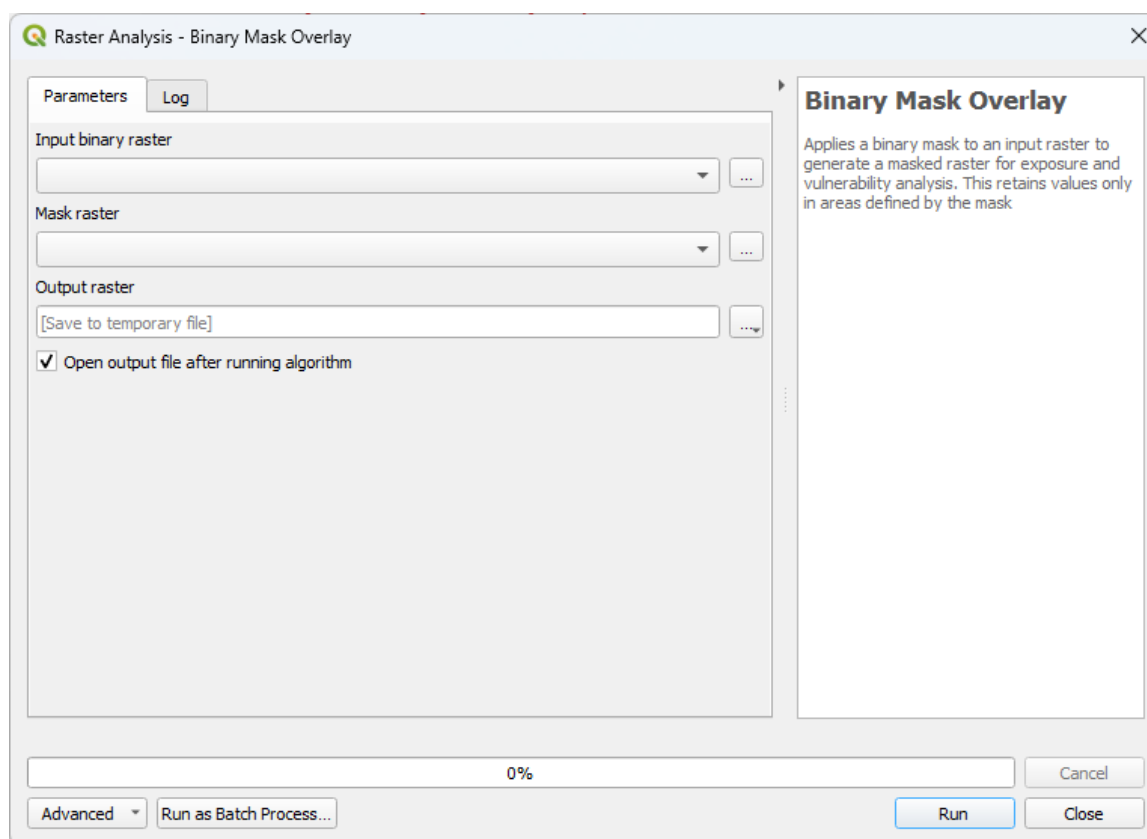 Raster Analysis - Binary Mask Overlay
Parameters
Log
Input binary raster
...
Mask raster
...
Output raster
[Save to temporary file]
...
Open output file after running algorithm
Binary Mask Overlay
Applies a binary mask to an input raster to
generate a masked raster for exposure and
vulnerability analysis. This retains values only
in areas defined by the mask
0%
Cancel
Advanced
Run as Batch Process...
Run
Close